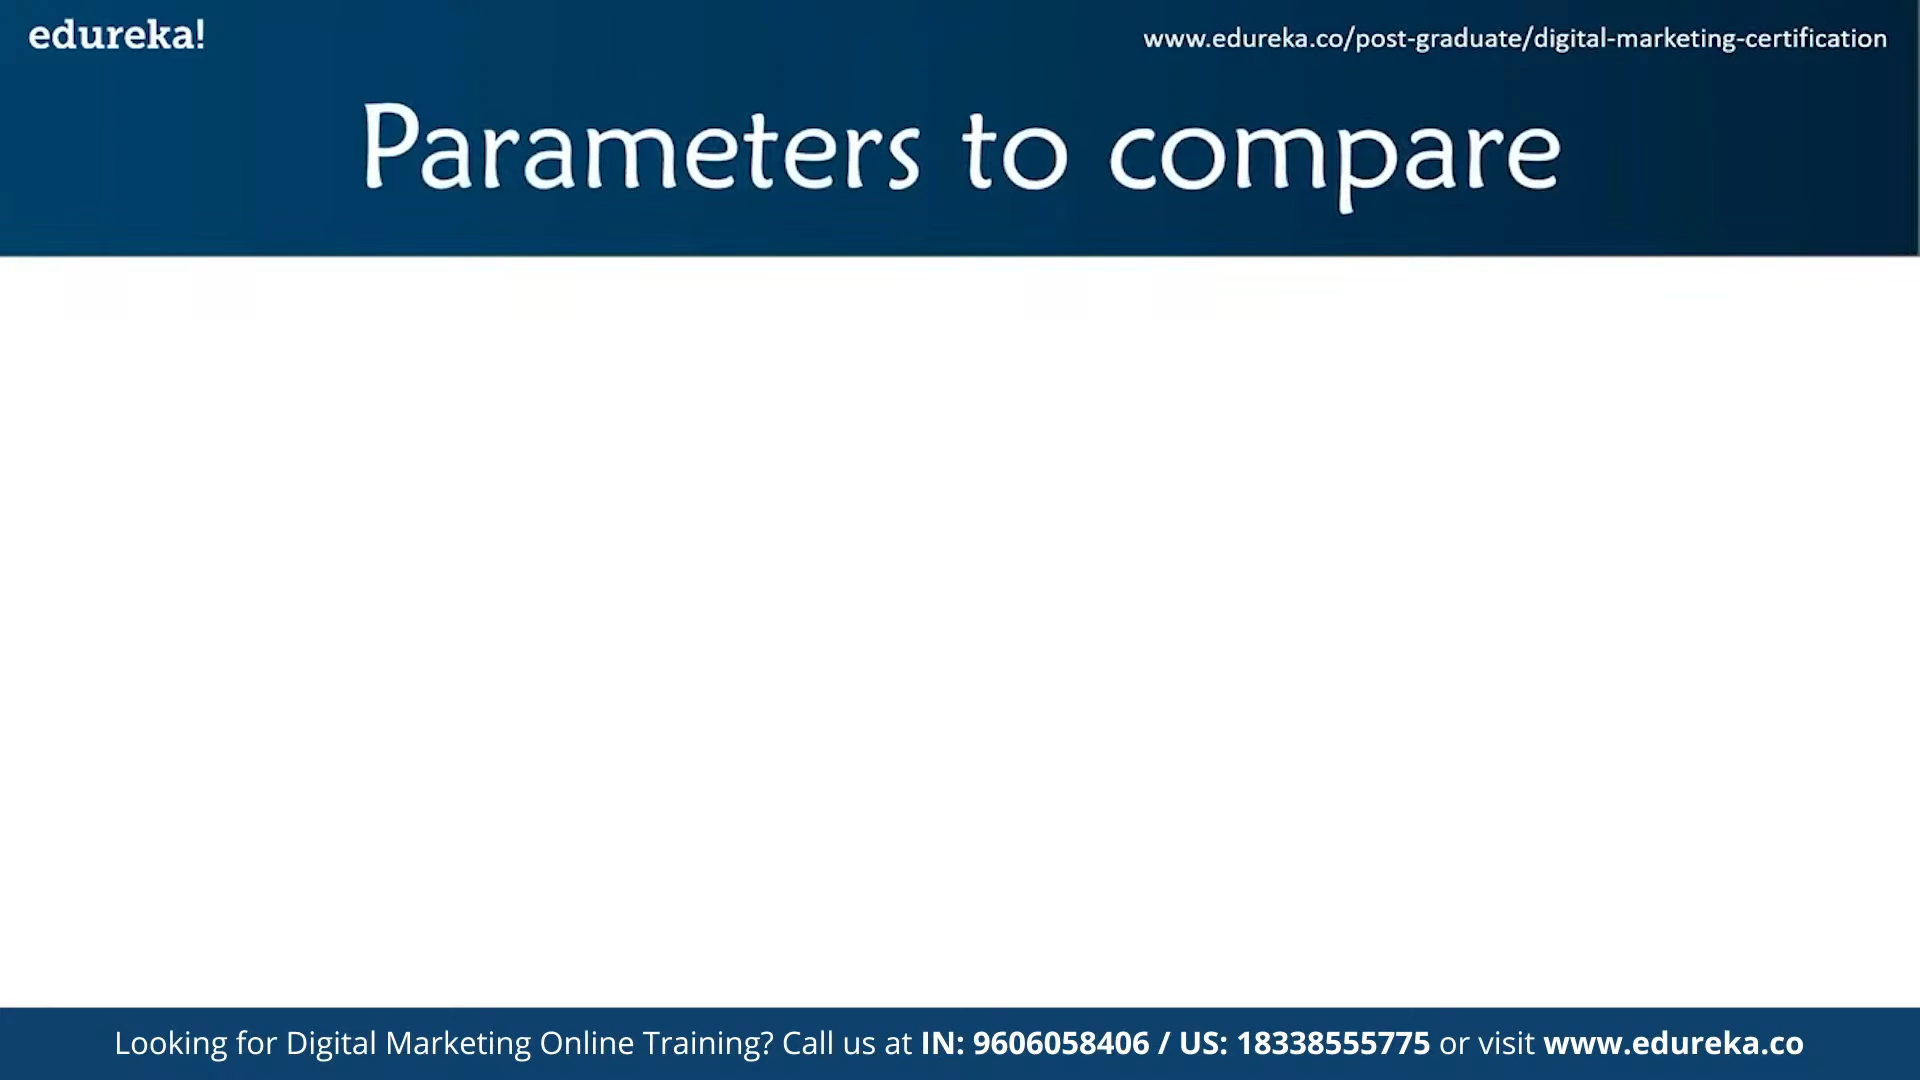 edureka!
www.edureka.co/post-graduate/digital-marketing-certification
Parameters to compare
Looking for Digital Marketing Online Training? Call us at IN: 9606058406 / US: 18338555775 or visit www.edureka.co